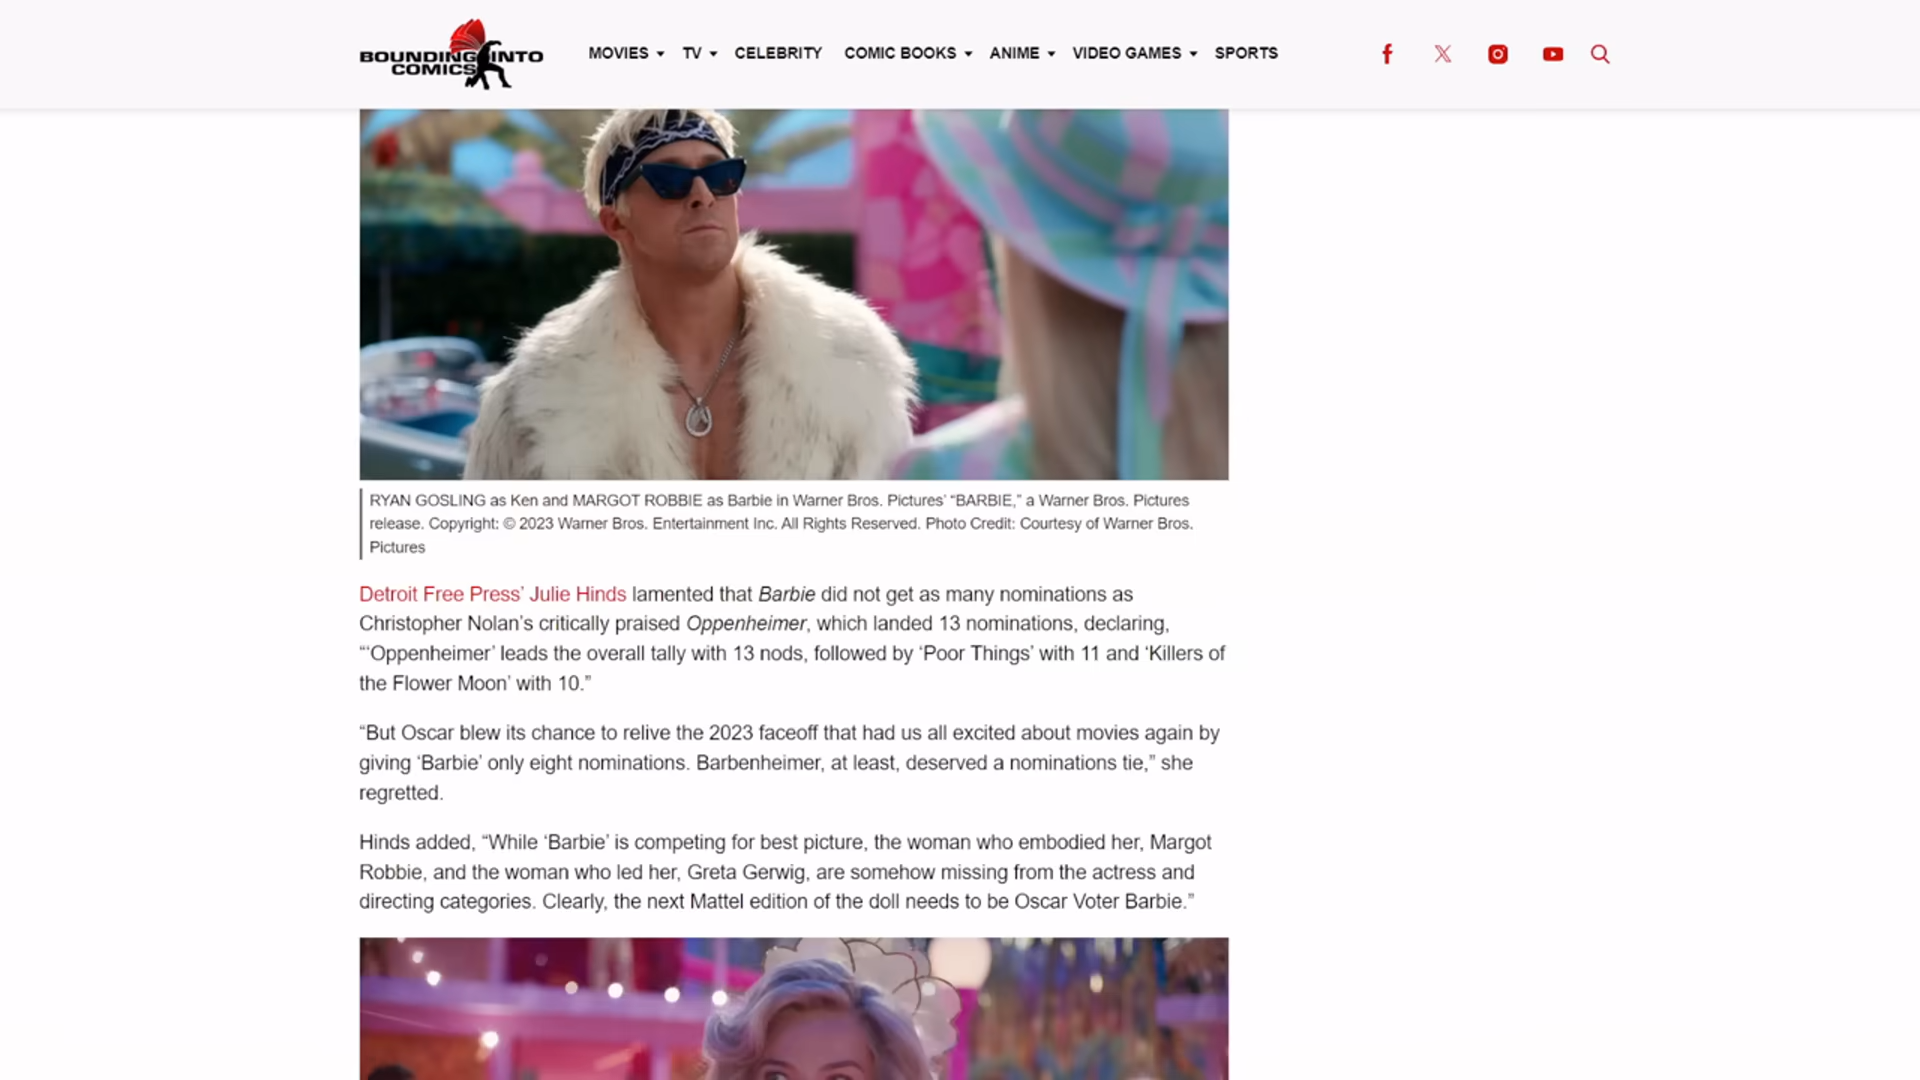 BOUNDING INTO
COMICS
MOVIES TV CELEBRITY COMIC BOOKS ANIME VIDEO GAMES SPORTS
RYAN GOSLING as Ken and MARGOT ROBBIE as Barbie in Warner Bros. Pictures’ “BARBIE,” a Warner Bros. Pictures
release. Copyright: © 2023 Warner Bros. Entertainment Inc. All Rights Reserved. Photo Credit: Courtesy of Warner Bros.
Pictures
Detroit Free Press’ Julie Hinds lamented that Barbie did not get as many nominations as
Christopher Nolan’s critically praised Oppenheimer, which landed 13 nominations, declaring,
“‘Oppenheimer’ leads the overall tally with 13 nods, followed by ‘Poor Things’ with 11 and ‘Killers of
the Flower Moon’ with 10.”
“But Oscar blew its chance to relive the 2023 faceoff that had us all excited about movies again by
giving ‘Barbie’ only eight nominations. Barbenheimer, at least, deserved a nominations tie,” she
regretted.
Hinds added, “While ‘Barbie’ is competing for best picture, the woman who embodied her, Margot
Robbie, and the woman who led her, Greta Gerwig, are somehow missing from the actress and
directing categories. Clearly, the next Mattel edition of the doll needs to be Oscar Voter Barbie.”